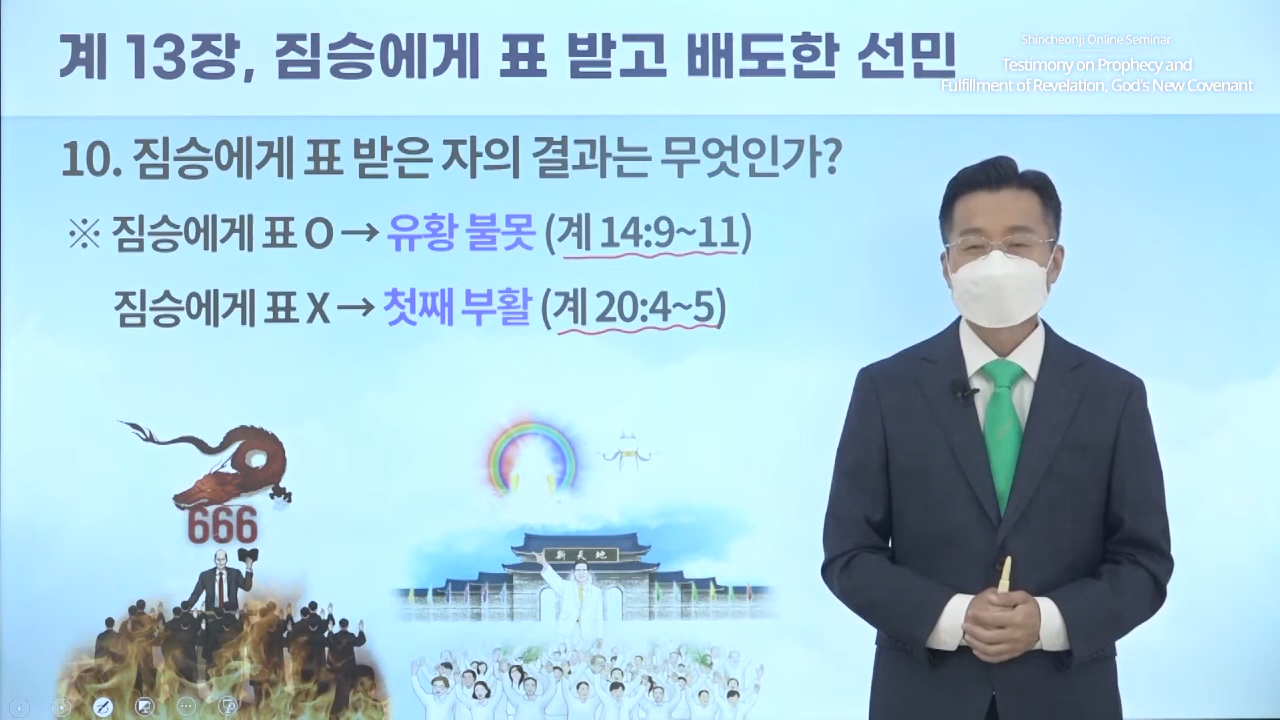 계 13장, 짐승에게 표 받고 배도한 선민
Shincheonji Online Seminar
Testimony on Prophecy and
Fulfillment of Revelation, God's New Covenant
10. 짐승에게 표 받은 자의 결과는 무엇인가?
※ 짐승에게 표 O → 유황 불못 (계 14:9~11)
짐승에게 표 X → 첫째 부활 (계 20:4~5)
666
新天地